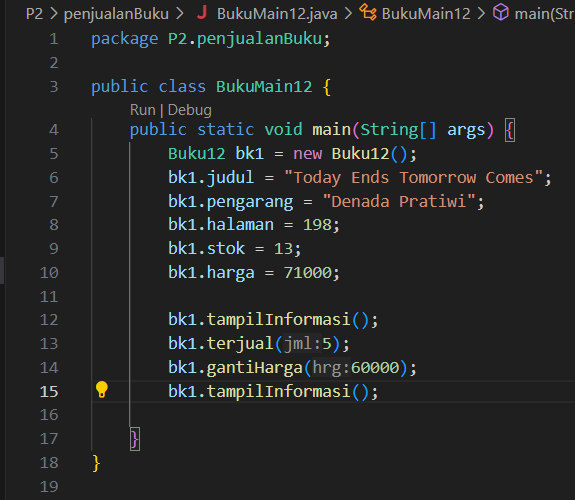 P2 > penjualanBuku > J BukuMain12.java > BukuMain12 > main(Str
1 package P2.penjualanBuku;
2
3 public class BukuMain12 {
Run | Debug
4 public static void main(String[] args) {
5 Buku12 bk1 = new Buku12();
6 bk1.judul = "Today Ends Tomorrow Comes";
7 bk1.pengarang = "Denada Pratiwi";
8 bk1.halaman = 198;
9 bk1.stok = 13;
10 bk1.harga = 71000;
11
12 bk1.tampilInformasi();
13 bk1.terjual(jml:5);
14 bk1.gantiHarga(hrg:60000);
15 bk1.tampilInformasi();
16
17 }
18 }
19